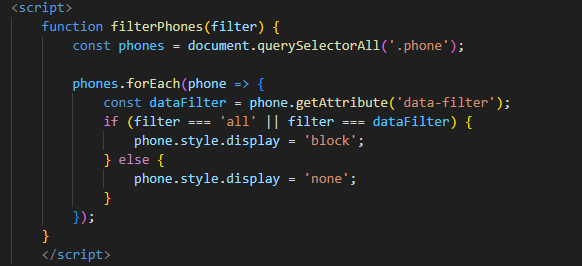 <script>
    function filterPhones(filter) {
        const phones = document.querySelectorAll('.phone');

        phones.forEach(phone => {
            const dataFilter = phone.getAttribute('data-filter');
            if (filter === 'all' || filter === dataFilter) {
                phone.style.display = 'block';
            } else {
                phone.style.display = 'none';
            }
        });
    }
    </script>